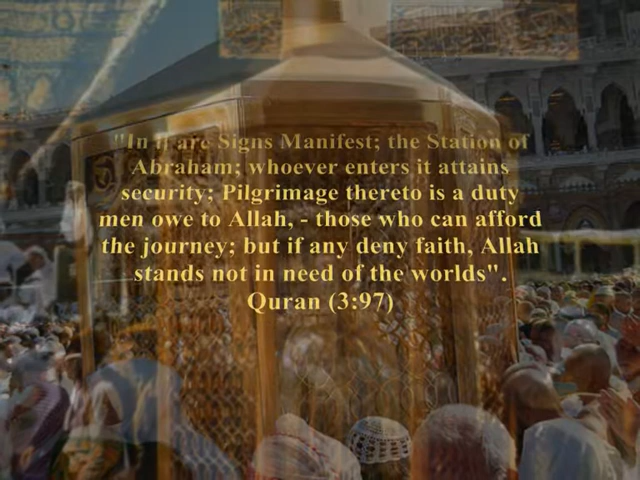 "In it are Signs Manifest; the Station of
Abraham; whoever enters it attains
security; Pilgrimage thereto is a duty
men owe to Allah, - those who can afford
the journey; but if any deny faith, Allah
stands not in need of the worlds".
Quran (3:97)